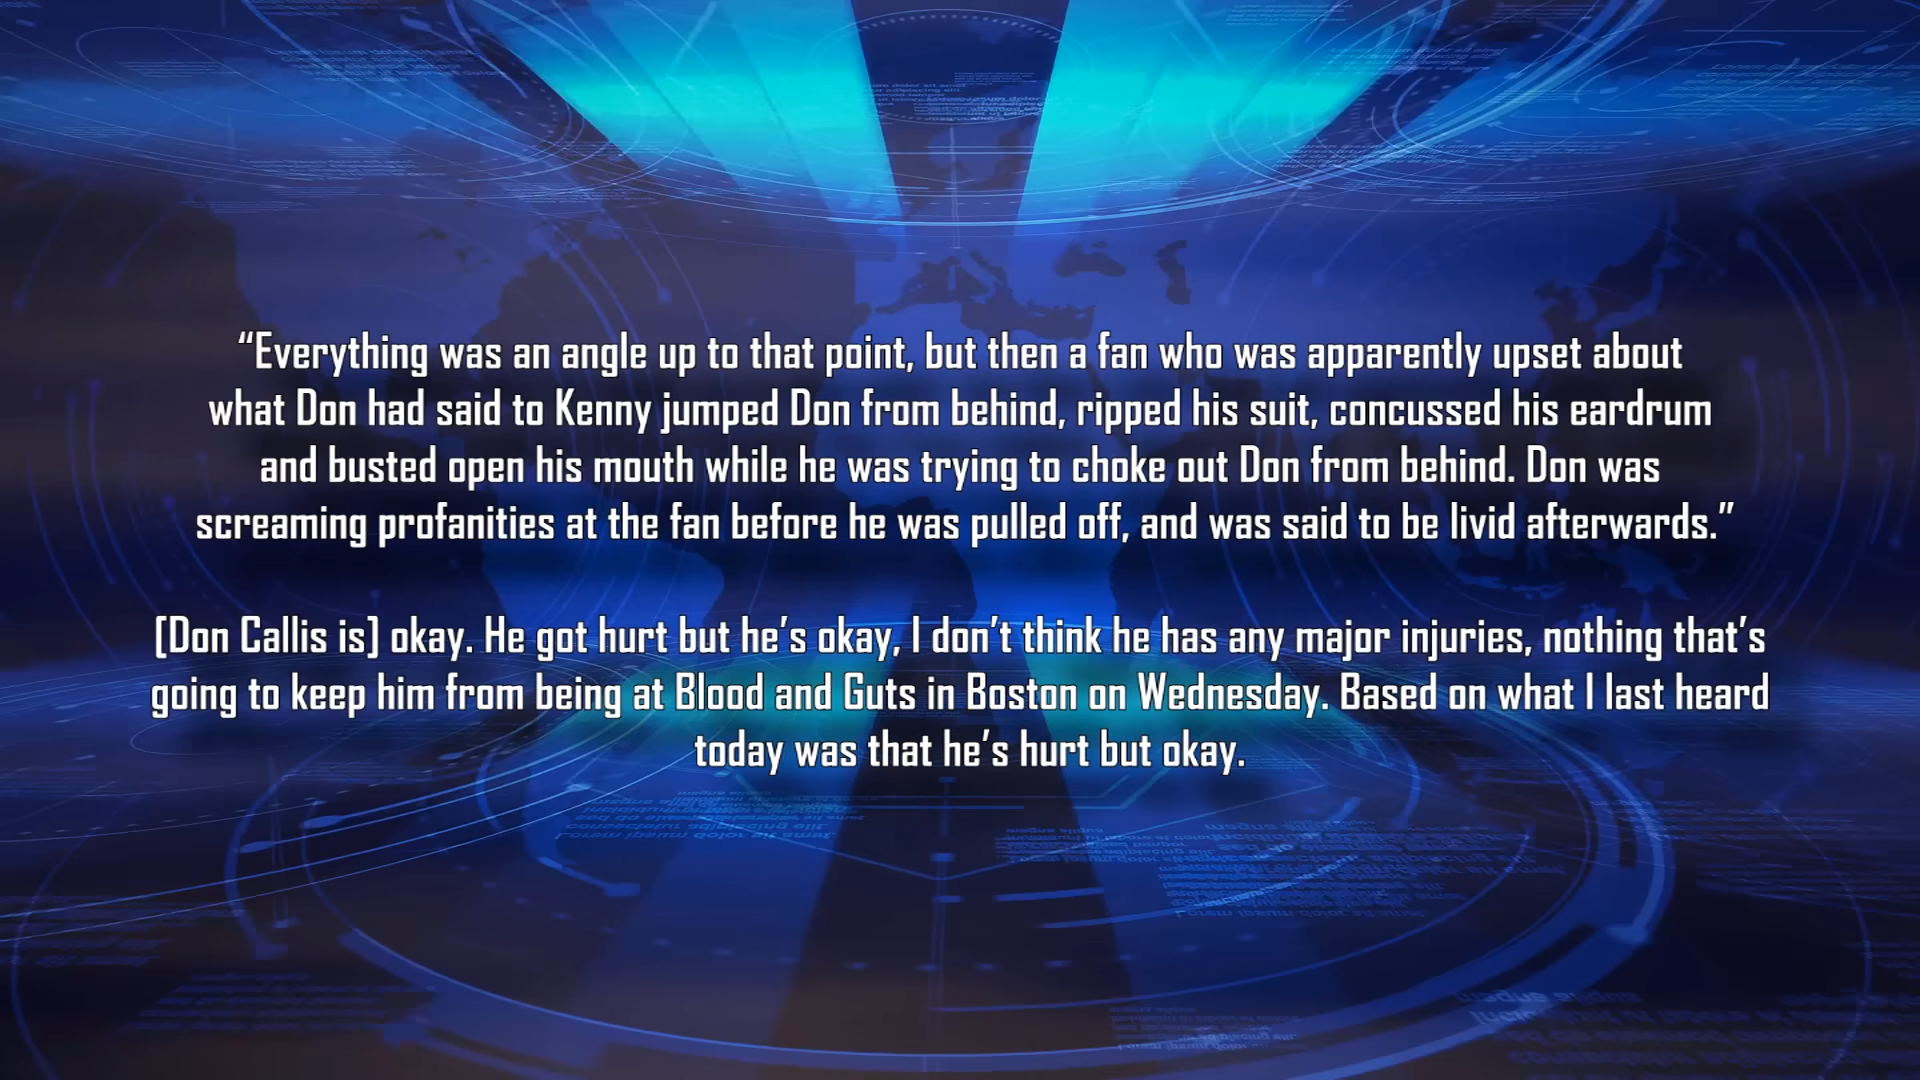 “Everything was an angle up to that point, but then a fan who was apparently upset about
what Don had said to Kenny jumped Don from behind, ripped his suit, concussed his eardrum
and busted open his mouth while he was trying to choke out Don from behind. Don was
screaming profanities at the fan before he was pulled off, and was said to be livid afterwards.”
[Don Callis is] okay. He got hurt but he’s okay, I don’t think he has any major injuries, nothing that’s
going to keep him from being at Blood and Guts in Boston on Wednesday. Based on what I last heard
today was that he’s hurt but okay.